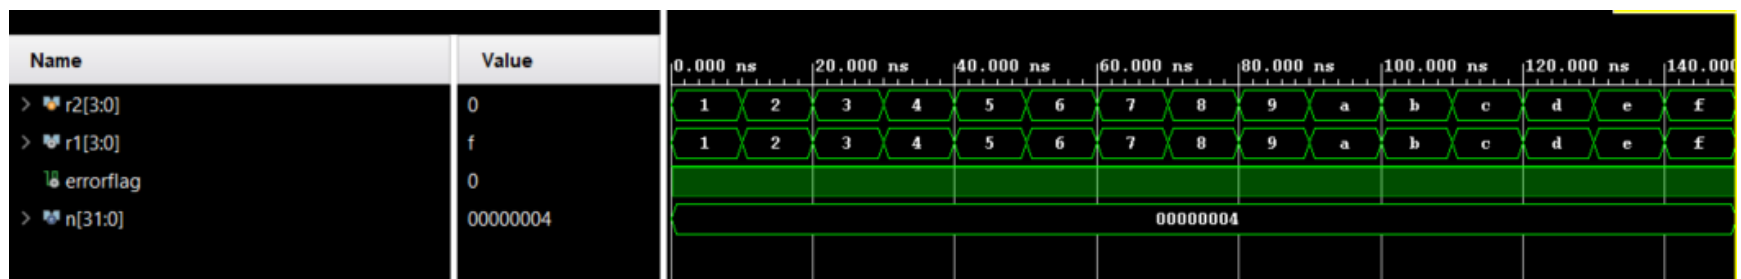 Name Value 0.000 ns 20.000 ns 40.000 ns 60.000 ns 80.000 ns 100.000 ns 120.000 ns 140.000
r2[3:0] 0 1 2 3 4 5 6 7 8 9 a b c d e f
r1[3:0] f 1 2 3 4 5 6 7 8 9 a b c d e f
errorflag 0
n[31:0] 00000004 00000004